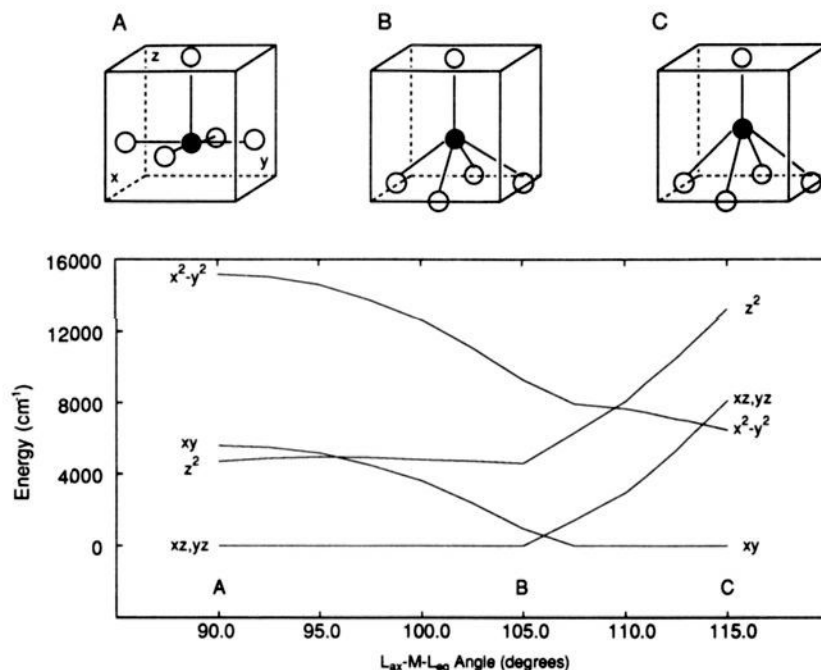 A B C
z
x y
16000
x²-y²
12000
z²
8000
xz,yz
x²-y²
xy
4000
z²
0
xz,yz
xy
A B C
90.0 95.0 100.0 105.0 110.0 115.0
Energy (cm⁻¹)
Lax-M-Leq Angle (degrees)